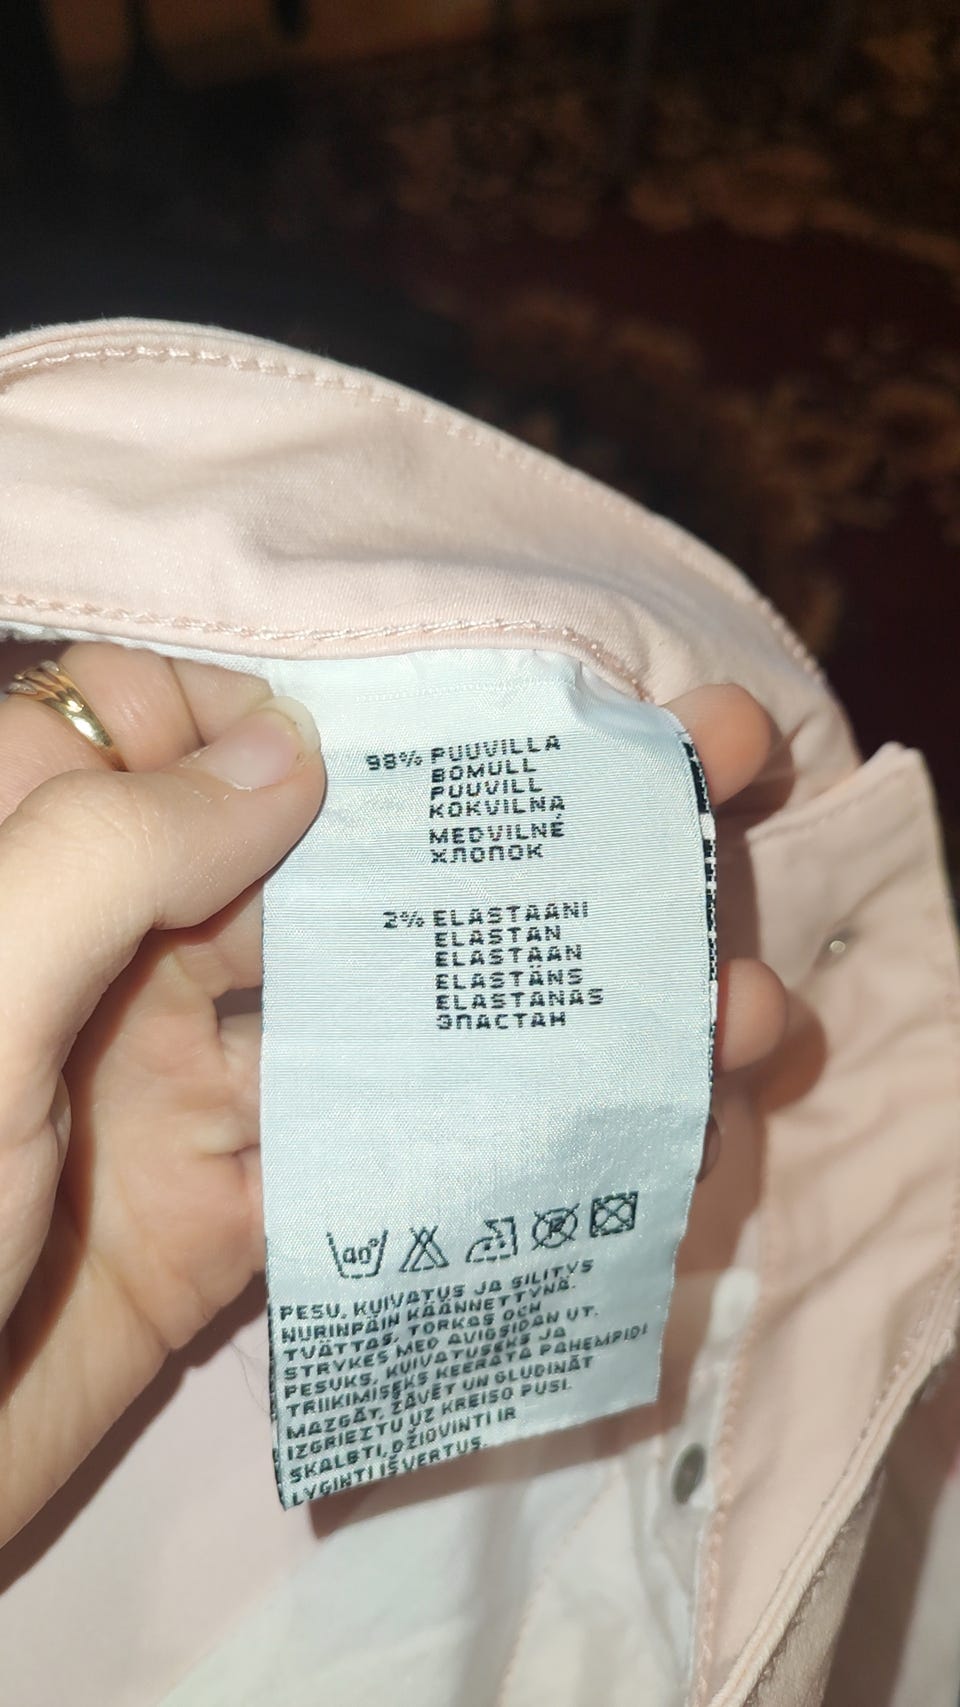 98% PUUVILLA
BOMULL
PUUVILL
KOKVILNA
MEDVILNĖ
ХЛОПОК
2% ELASTAANI
ELASTAN
ELASTAAN
ELASTĀNS
ELASTANAS
ЭЛАСТАН
40° P
PESU, KUIVATUS JA SILITYS
NURINPÄIN KÄÄNNETTYNÄ.
TVÄTTAS, TORKAS OCH
STRYKES MED AVIGSIDAN UT.
PESUKS, KUIVATUSEKS JA
TRIIKIMISEKS KEERATA PAHEMPIDI
MAZGĀT, ŽĀVĒT UN GLUDINĀT
IZGRIEZTU UZ KREISO PUSI.
SKALBTI, DŽIOVINTI IR
LYGINTI IŠVERTUS.